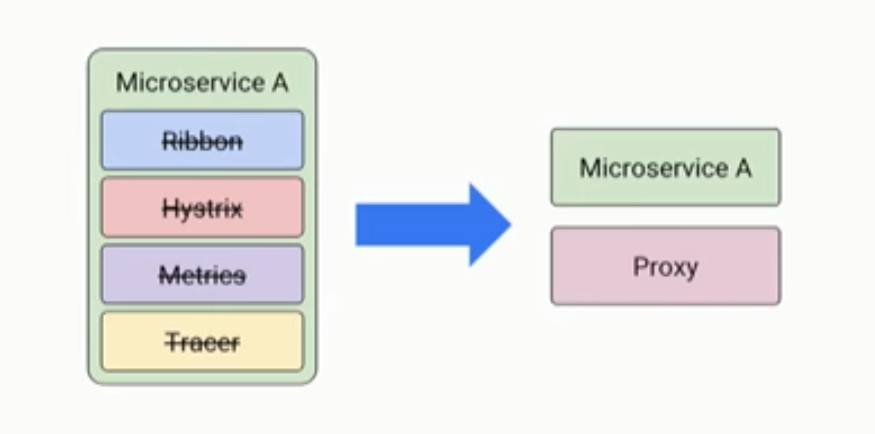 Microservice A
Ribbon
Hystrix
Metrics
Tracer
Microservice A
Proxy